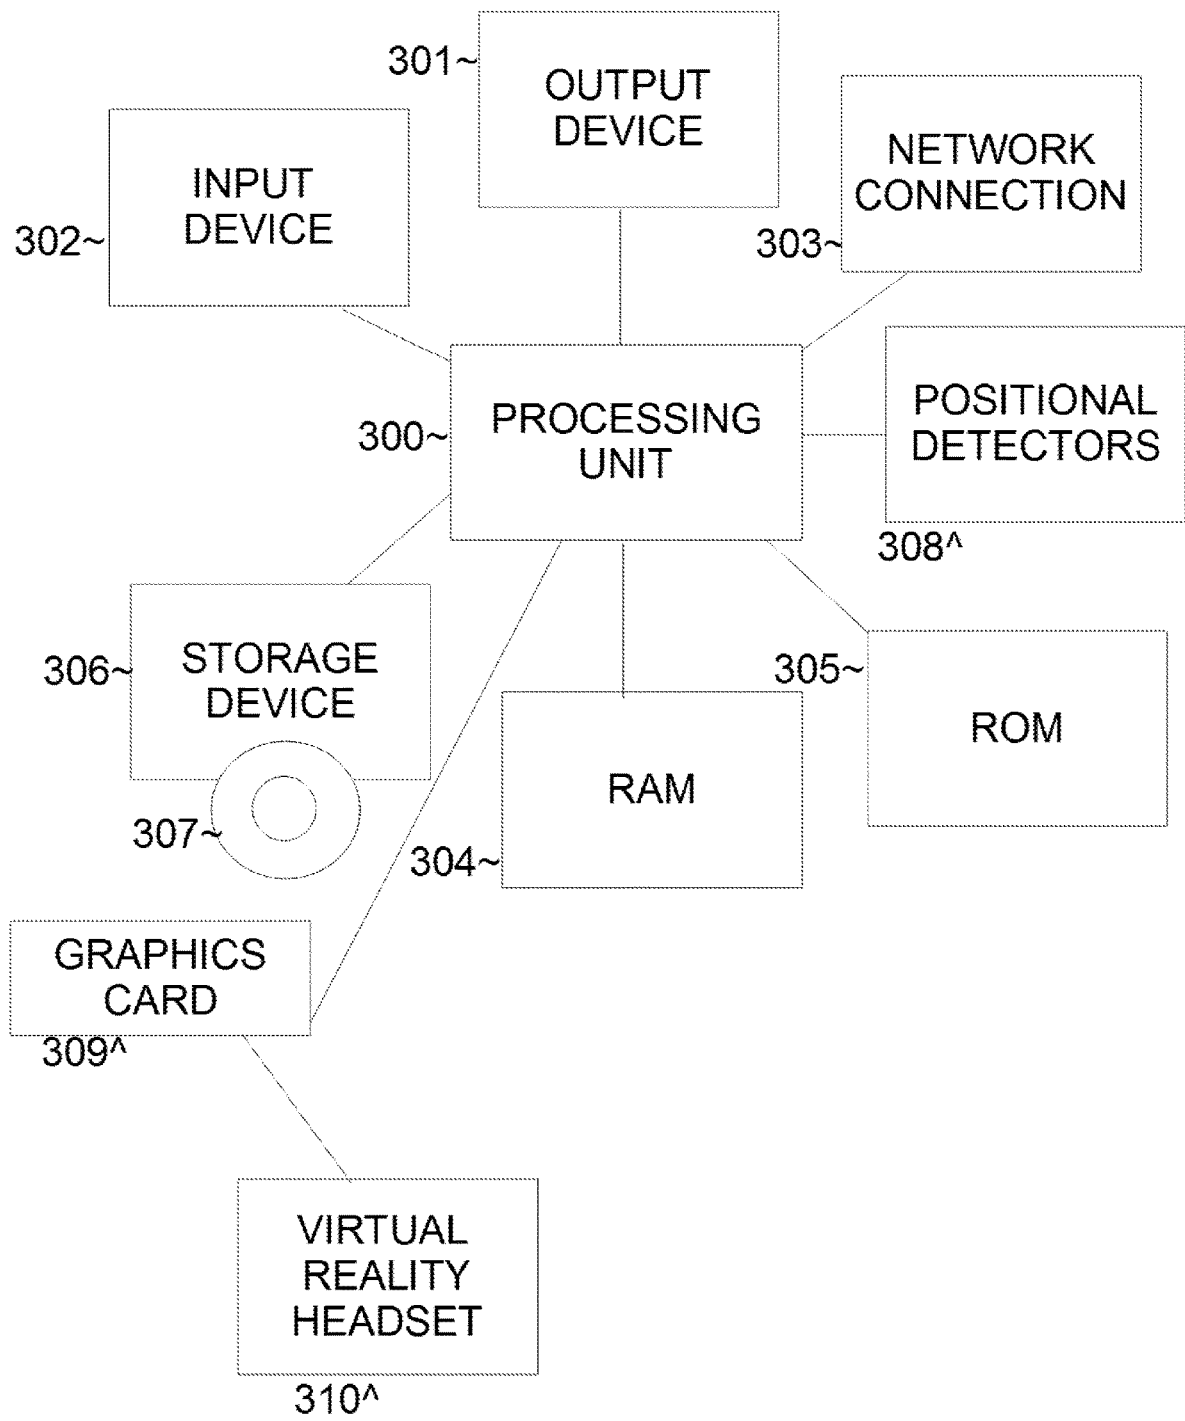 301~
OUTPUT
DEVICE
INPUT
DEVICE
302~
NETWORK
CONNECTION
303~
PROCESSING
UNIT
300~
POSITIONAL
DETECTORS
308^
STORAGE
DEVICE
306~
307~
305~
ROM
RAM
304~
GRAPHICS
CARD
309^
VIRTUAL
REALITY
HEADSET
310^